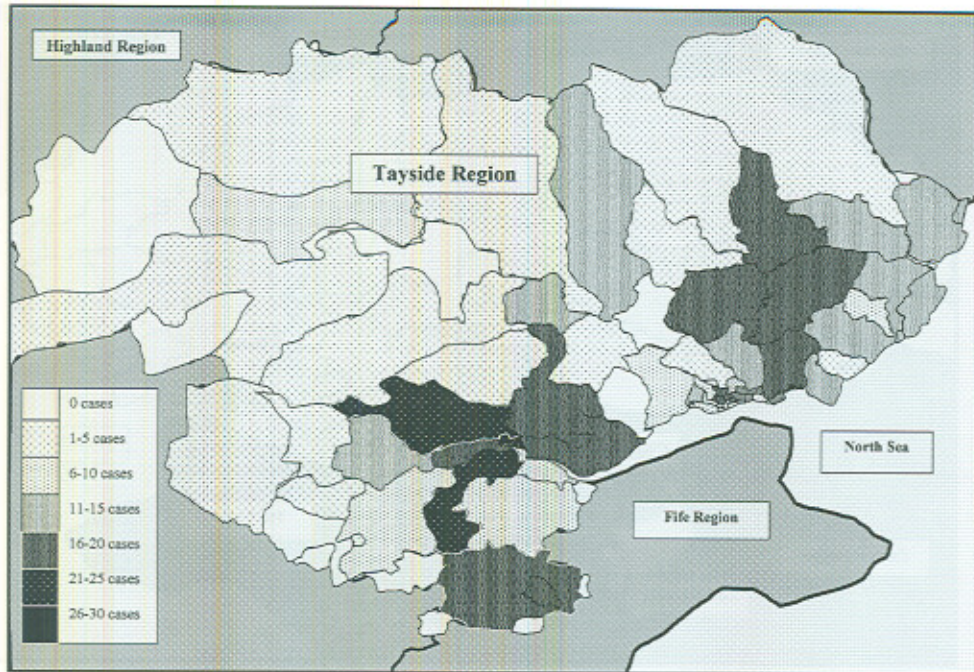 Highland Region
Tayside Region
0 cases
1-5 cases
6-10 cases
11-15 cases
16-20 cases
21-25 cases
26-30 cases
North Sea
Fife Region